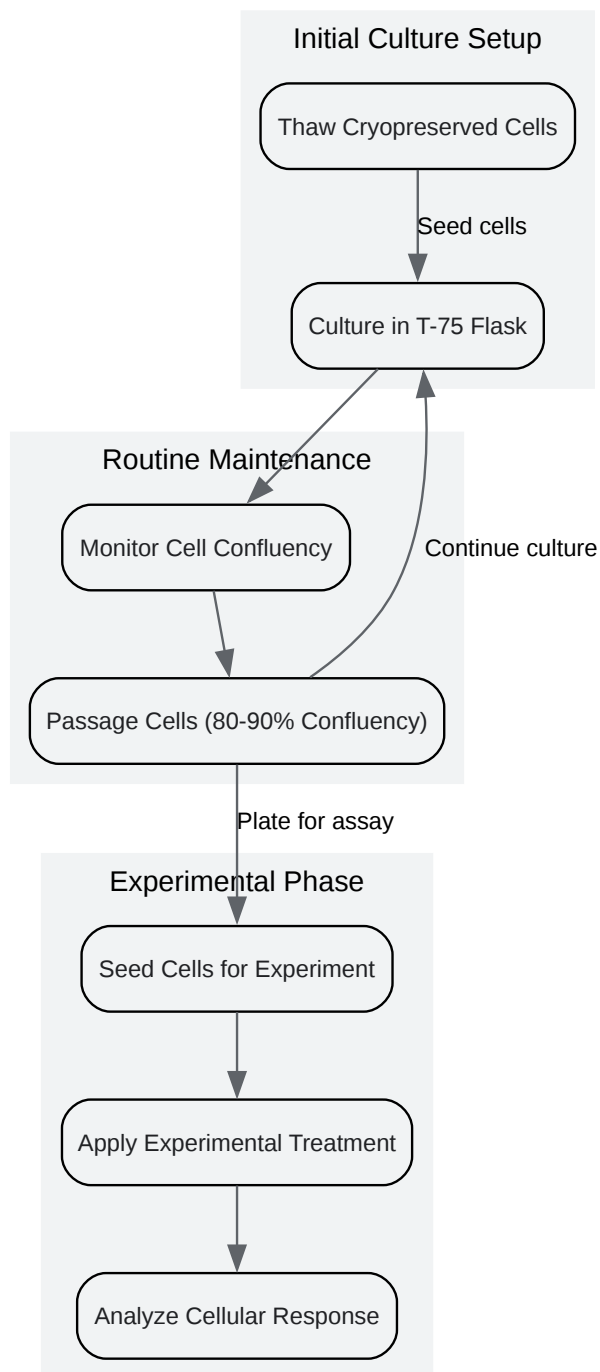 Initial Culture Setup
Thaw Cryopreserved Cells
Seed cells
Culture in T-75 Flask
Routine Maintenance
Monitor Cell Confluency
Continue culture
Passage Cells (80-90% Confluency)
Plate for assay
Experimental Phase
Seed Cells for Experiment
Apply Experimental Treatment
Analyze Cellular Response